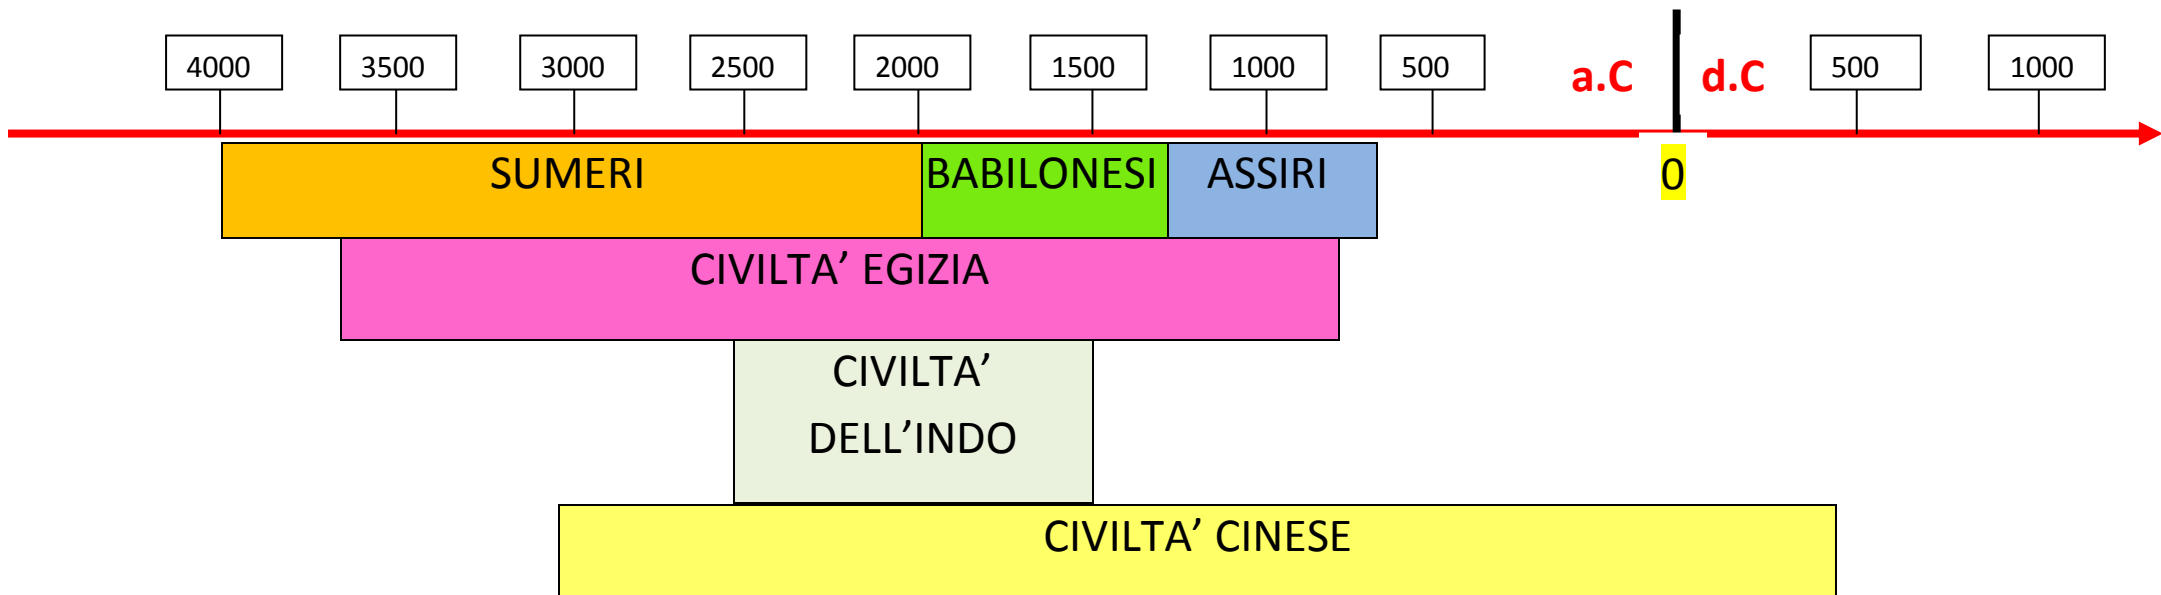 4000 3500 3000 2500 2000 1500 1000 500 a.C d.C 500 1000
SUMERI BABILONESI ASSIRI 0
CIVILTA’ EGIZIA
CIVILTA’
DELL’INDO
CIVILTA’ CINESE